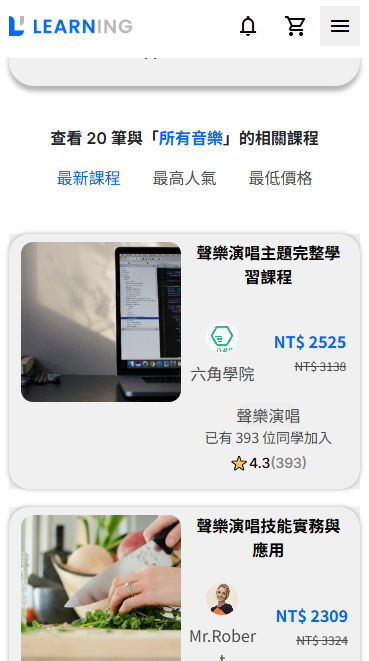 LEARNING
查看 20 筆與「所有音樂」的相關課程
最新課程 最高人氣 最低價格
聲樂演唱主題完整學
習課程
六角學院
NT$ 2525
NT$ 3138
聲樂演唱
已有 393 位同學加入
4.3(393)
聲樂演唱技能實務與
應用
Mr.Rober
t
NT$ 2309
NT$ 3324